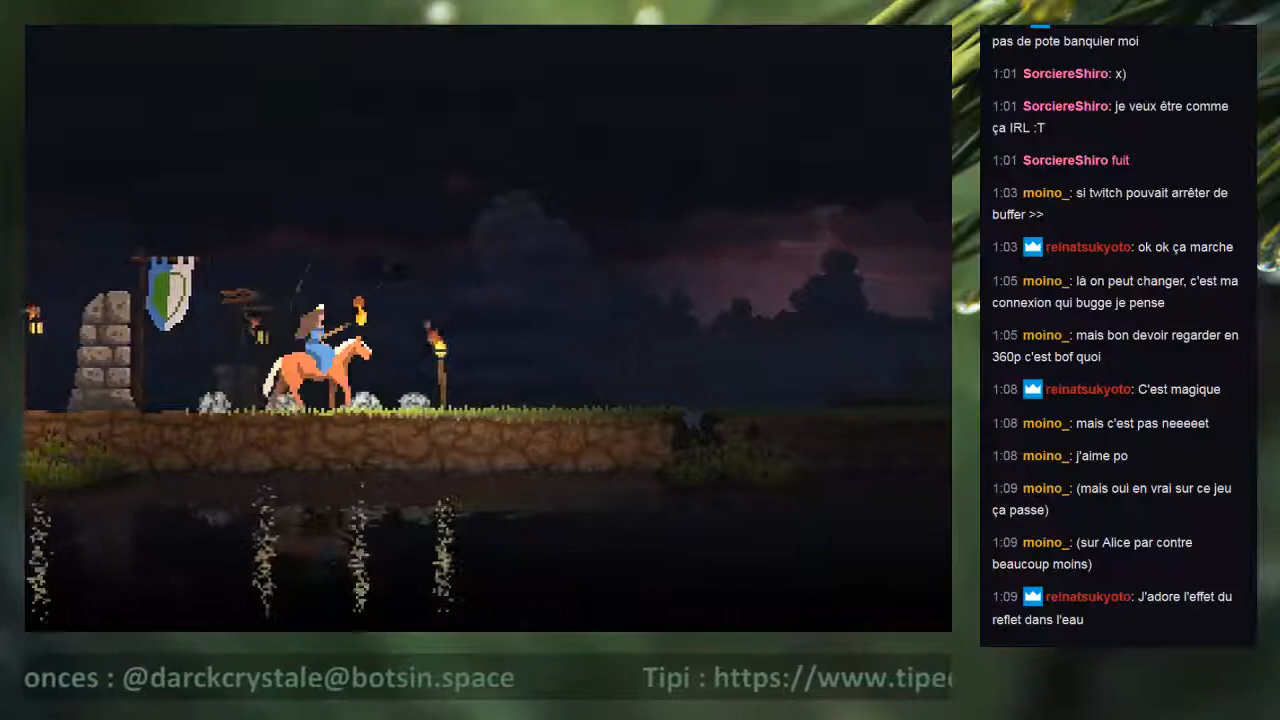 pas de pote banquier moi
1:01 SorciereShiro: x)
1:01 SorciereShiro: je veux être comme
ça IRL :T
1:01 SorciereShiro fuit
1:03 moino_: si twitch pouvait arrêter de
buffer >>
1:03 reinatsukyoto: ok ok ça marche
1:05 moino_: là on peut changer, c'est ma
connexion qui bugge je pense
1:05 moino_: mais bon devoir regarder en
360p c'est bof quoi
1:08 reinatsukyoto: C'est magique
1:08 moino_: mais c'est pas neeeeet
1:08 moino_: j'aime po
1:09 moino_: (mais oui en vrai sur ce jeu
ça passe)
1:09 moino_: (sur Alice par contre
beaucoup moins)
1:09 reinatsukyoto: J'adore l'effet du
reflet dans l'eau
onces : @darckcrystale@botsin.space Tipi : https://www.tipe